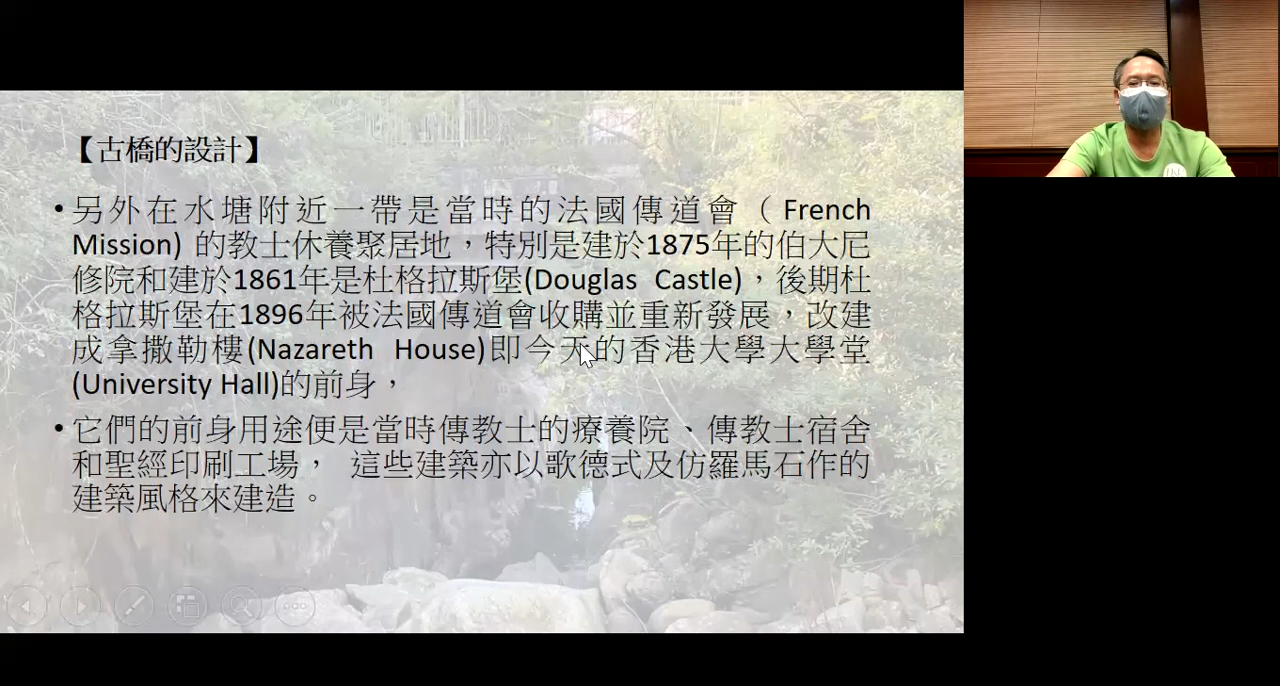 【古橋的設計】
•另外在水塘附近一帶是當時的法國傳道會（French
Mission) 的教士休養聚居地，特別是建於1875年的伯大尼
修院和建於1861年是杜格拉斯堡(Douglas Castle)，後期杜
格拉斯堡在1896年被法國傳道會收購並重新發展，改建
成拿撒勒樓(Nazareth House)即今天的香港大學大學堂
(University Hall)的前身，
•它們的前身用途便是當時傳教士的療養院、傳教士宿舍
和聖經印刷工場， 這些建築亦以歌德式及仿羅馬石作的
建築風格來建造。